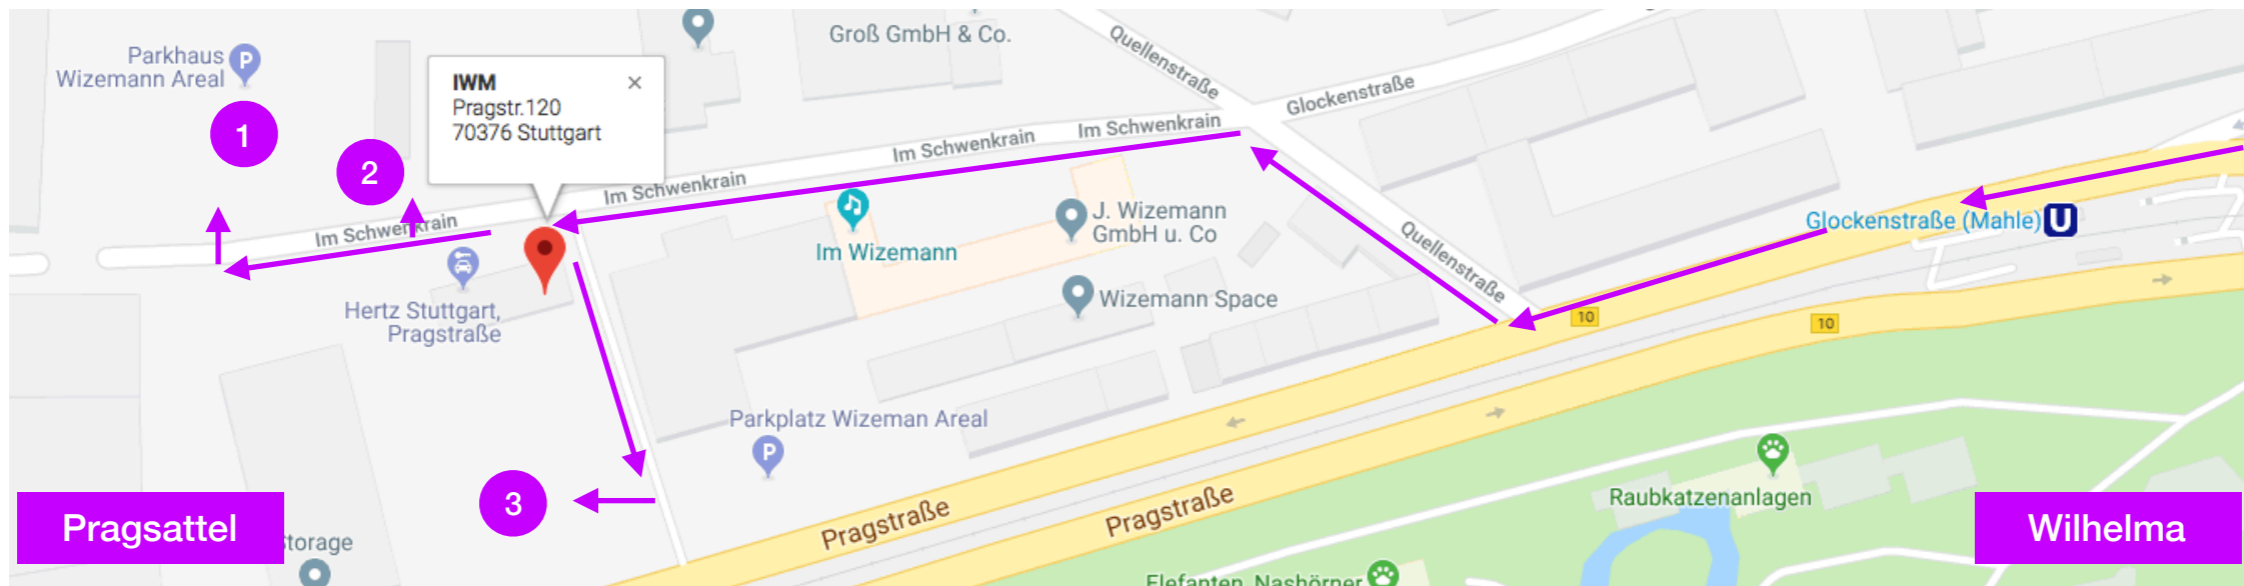 Parkhaus
Wizemann Areal
P
1
2
IWM
×
Pragstr.120
70376 Stuttgart
Groß GmbH & Co.
Quellenstraße
Glockenstraße
Im Schwenkrain
Im Schwenkrain
Im Schwenkrain
Im Schwenkrain
Im Wizemann
J. Wizemann
GmbH u. Co
Wizemann Space
Quellenstraße
Glockenstraße (Mahle)
U
Hertz Stuttgart,
Pragstraße
10
10
Parkplatz Wizeman Areal
P
3
Pragstraße
Pragstraße
Raubkatzenanlagen
Elefanten, Nashörner
Pragsattel
Storage
Wilhelma